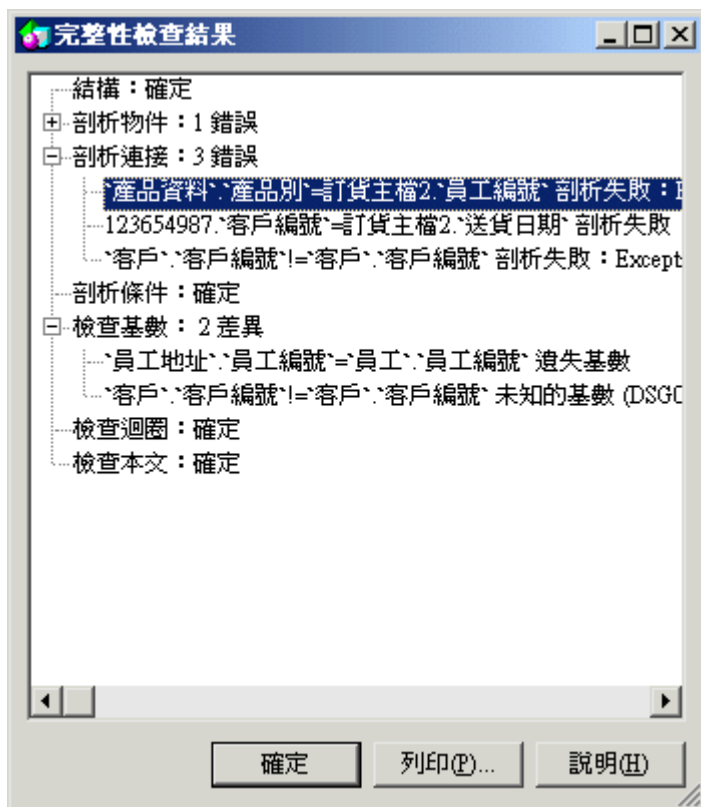 完整性檢查結果
結構：確定
剖析物件：1 錯誤
剖析連接：3 錯誤
`產品資料`.`產品別`=訂貨主檔2.`員工編號` 剖析失敗：E
123654987.`客戶編號`=訂貨主檔2.`送貨日期` 剖析失敗
`客戶`.`客戶編號`!=`客戶`.`客戶編號` 剖析失敗：Except
剖析條件：確定
檢查基數： 2 差異
`員工地址`.`員工編號`=`員工`.`員工編號` 遺失基數
`客戶`.`客戶編號`!=`客戶`.`客戶編號` 未知的基數 (DSGC
檢查迴圈：確定
檢查本文：確定
確定
列印(P)...
說明(H)